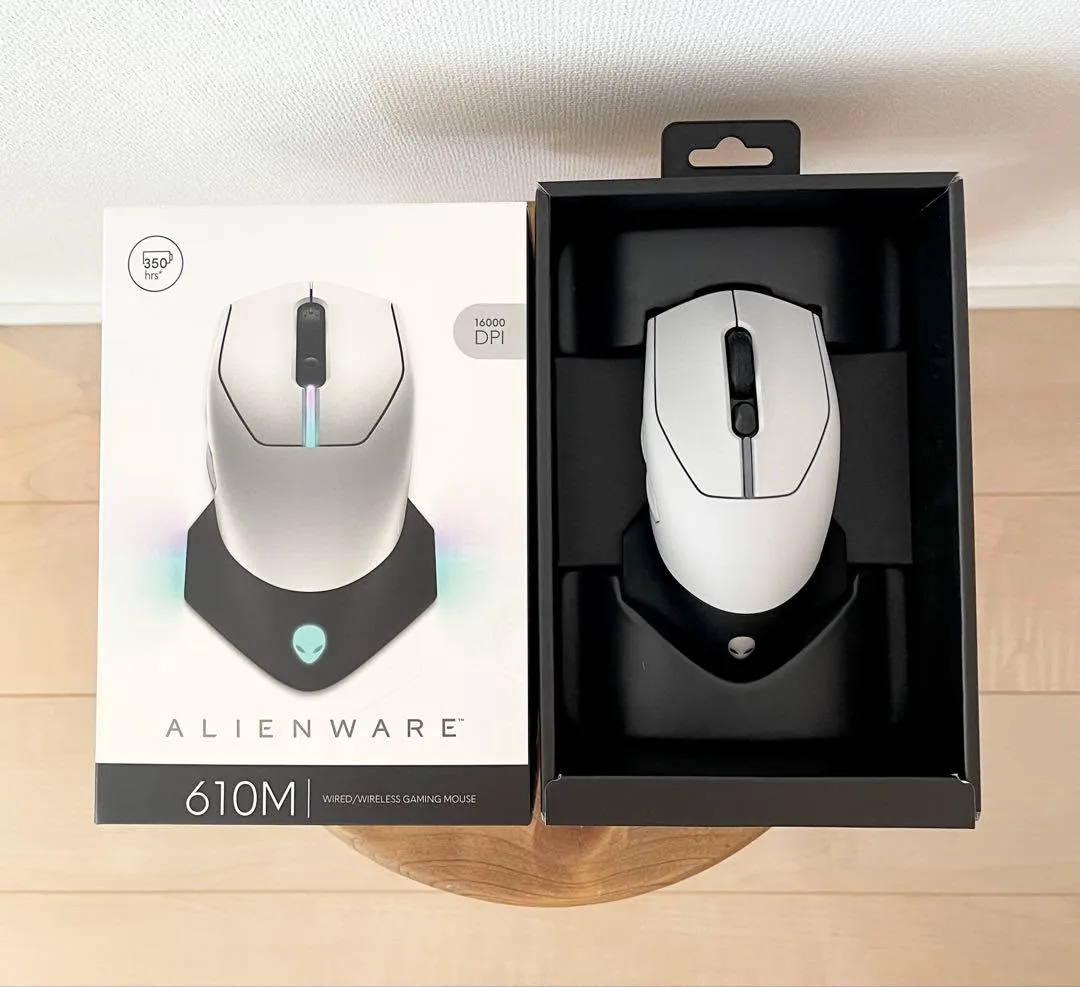 350
hrs*
16000
DPI
ALIENWARE™
610M
WIRED/WIRELESS GAMING MOUSE